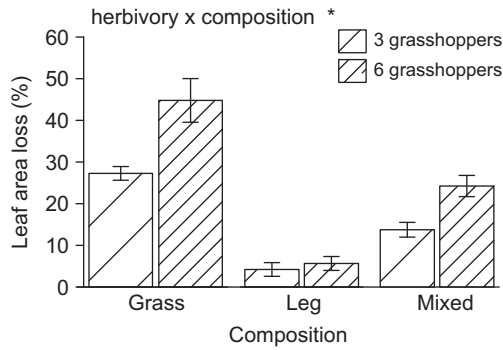 herbivory x composition *
3 grasshoppers
6 grasshoppers
Leaf area loss (%)
60
50
40
30
20
10
0
Grass Leg Mixed
Composition